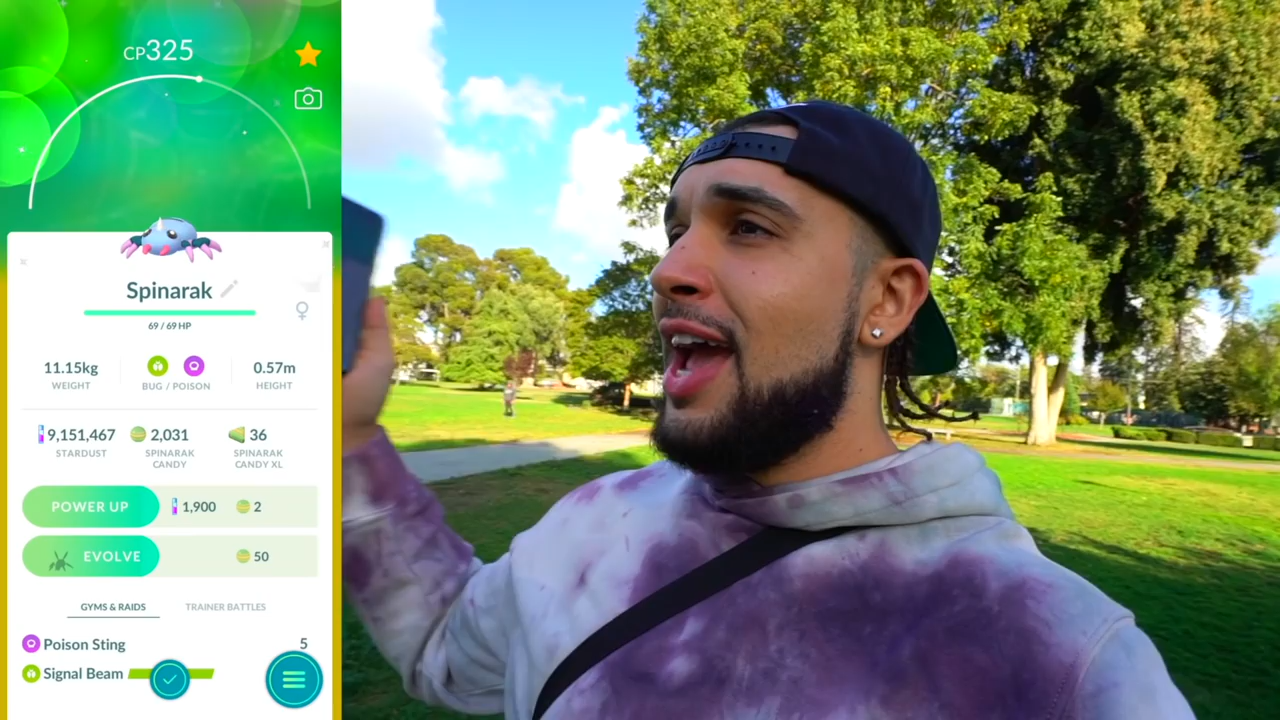 CP325
Spinarak
69 / 69 HP
11.15kg
WEIGHT
BUG / POISON
0.57m
HEIGHT
9,151,467
STARDUST
2,031
SPINARAK
CANDY
36
SPINARAK
CANDY XL
POWER UP 1,900 2
EVOLVE 50
GYMS & RAIDS TRAINER BATTLES
Poison Sting 5
Signal Beam